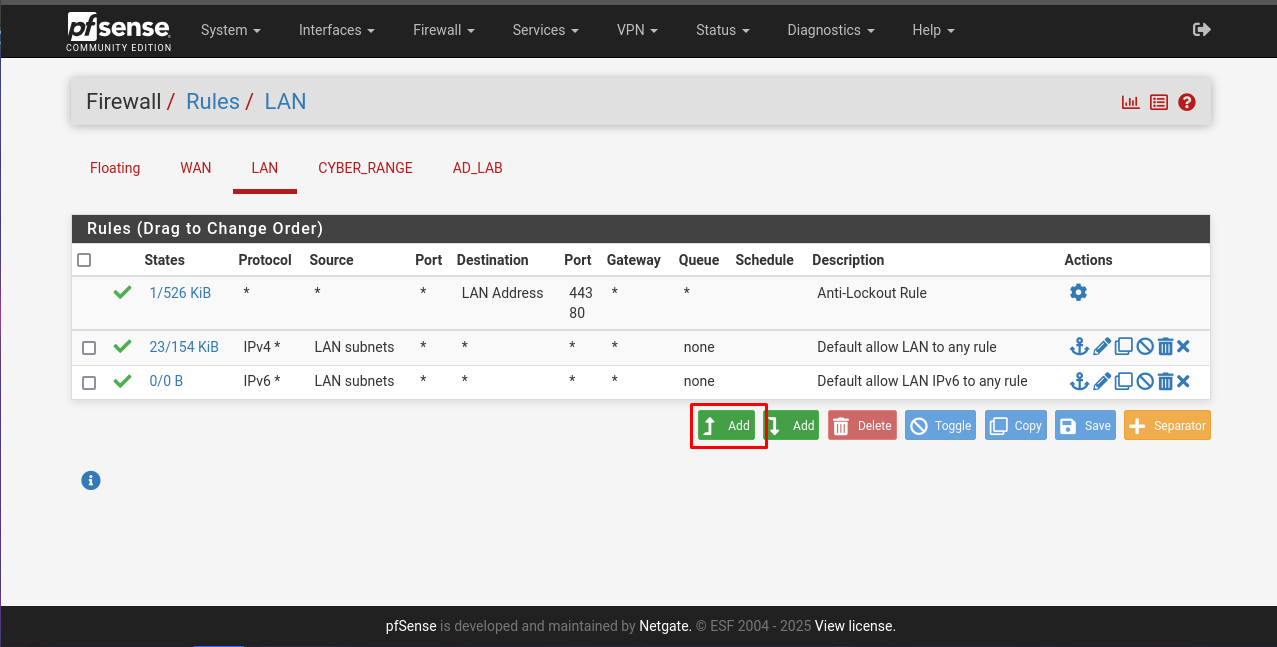 pfsense
COMMUNITY EDITION
System Interfaces Firewall Services VPN Status Diagnostics Help
Firewall / Rules / LAN
Floating WAN LAN CYBER_RANGE AD_LAB
Rules (Drag to Change Order)
States Protocol Source Port Destination Port Gateway Queue Schedule Description Actions
1/526 KiB * * * LAN Address 443 * * Anti-Lockout Rule
80
23/154 KiB IPv4 * LAN subnets * * * * none Default allow LAN to any rule
0/0 B IPv6 * LAN subnets * * * * none Default allow LAN IPv6 to any rule
Add Add Delete Toggle Copy Save Separator
pfSense is developed and maintained by Netgate. © ESF 2004 - 2025 View license.